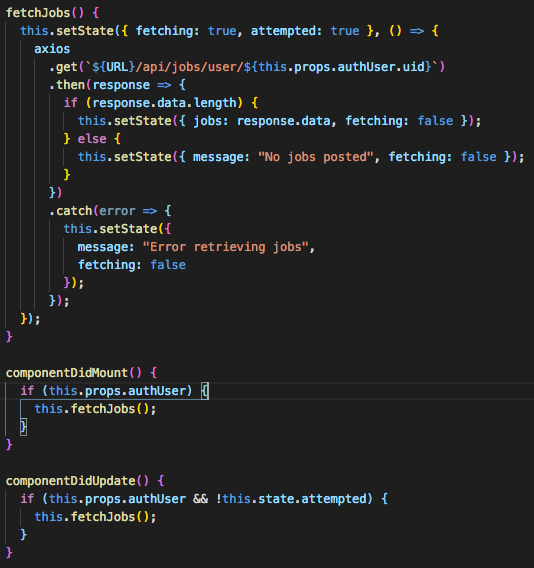 fetchJobs() {
  this.setState({ fetching: true, attempted: true }, () => {
    axios
      .get(`${URL}/api/jobs/user/${this.props.authUser.uid}`)
      .then(response => {
        if (response.data.length) {
          this.setState({ jobs: response.data, fetching: false });
        } else {
          this.setState({ message: "No jobs posted", fetching: false });
        }
      })
      .catch(error => {
        this.setState({
          message: "Error retrieving jobs",
          fetching: false
        });
      });
  });
}

componentDidMount() {
  if (this.props.authUser) {
    this.fetchJobs();
  }
}

componentDidUpdate() {
  if (this.props.authUser && !this.state.attempted) {
    this.fetchJobs();
  }
}